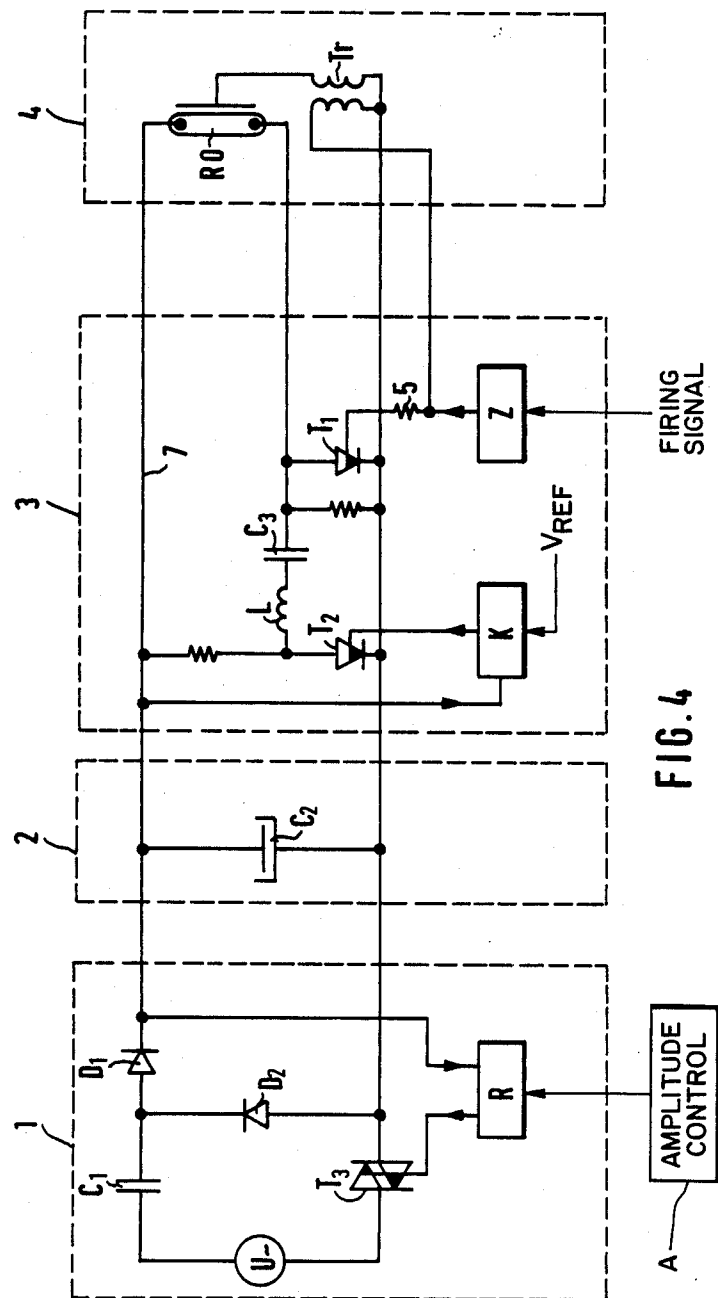 1
2
3
4
C1
D1
D2
U~
T3
R
AMPLITUDE
CONTROL
A
C2
7
L
C3
T2
T1
5
K
Z
VREF
FIRING
SIGNAL
RO
Tr
FIG.4